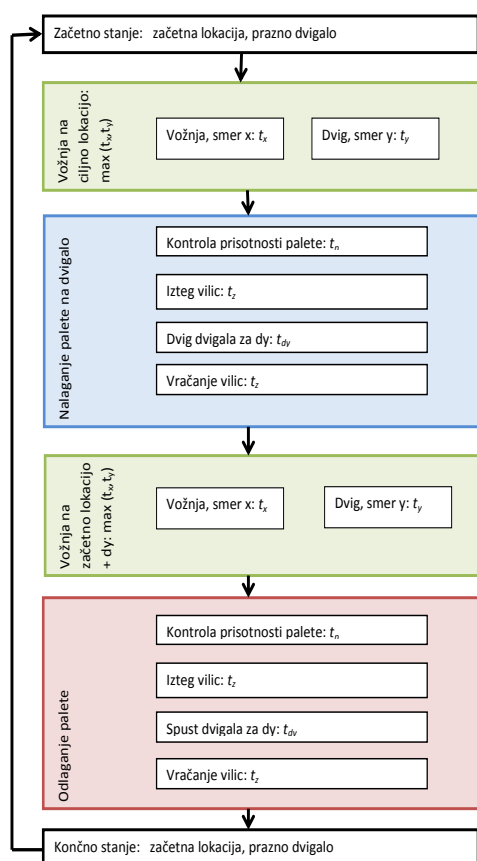 Začetno stanje: začetna lokacija, prazno dvigalo
Vožnja na
ciljno lokacijo:
max (tx,ty)
Vožnja, smer x: tx
Dvig, smer y: ty
Nalaganje palete na dvigalo
Kontrola prisotnosti palete: tn
Izteg vilic: tz
Dvig dvigala za dy: tdy
Vračanje vilic: tz
Vožnja na
začetno lokacijo
+ dy: max (tx,ty)
Vožnja, smer x: tx
Dvig, smer y: ty
Odlaganje palete
Kontrola prisotnosti palete: tn
Izteg vilic: tz
Spust dvigala za dy: tdv
Vračanje vilic: tz
Končno stanje: začetna lokacija, prazno dvigalo